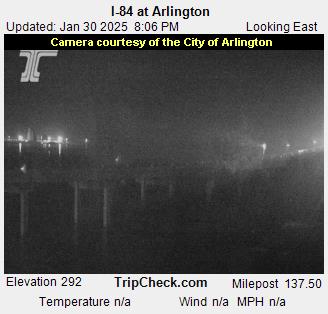 I-84 at Arlington
Updated: Jan 30 2025 8:06 PM Looking East
Camera courtesy of the City of Arlington
Elevation 292 TripCheck.com Milepost 137.50
Temperature n/a Wind n/a MPH n/a